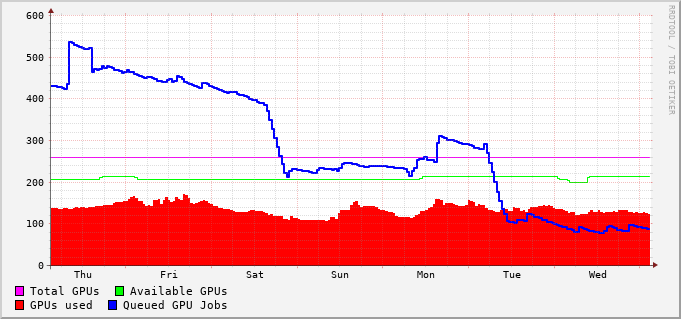 RRDTOOL / TOBI OETIKER
600
500
400
300
200
100
0
Thu Fri Sat Sun Mon Tue Wed
Total GPUs Available GPUs
GPUs used Queued GPU Jobs